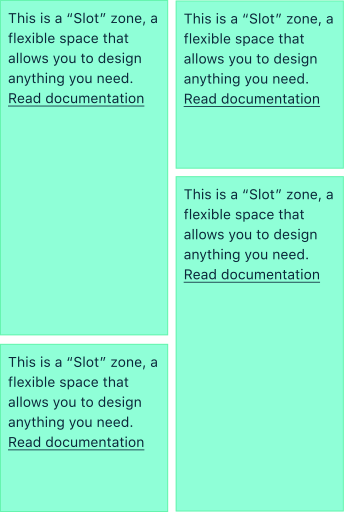 This is a “Slot” zone, a
flexible space that
allows you to design
anything you need.
Read documentation
This is a “Slot” zone, a
flexible space that
allows you to design
anything you need.
Read documentation
This is a “Slot” zone, a
flexible space that
allows you to design
anything you need.
Read documentation
This is a “Slot” zone, a
flexible space that
allows you to design
anything you need.
Read documentation